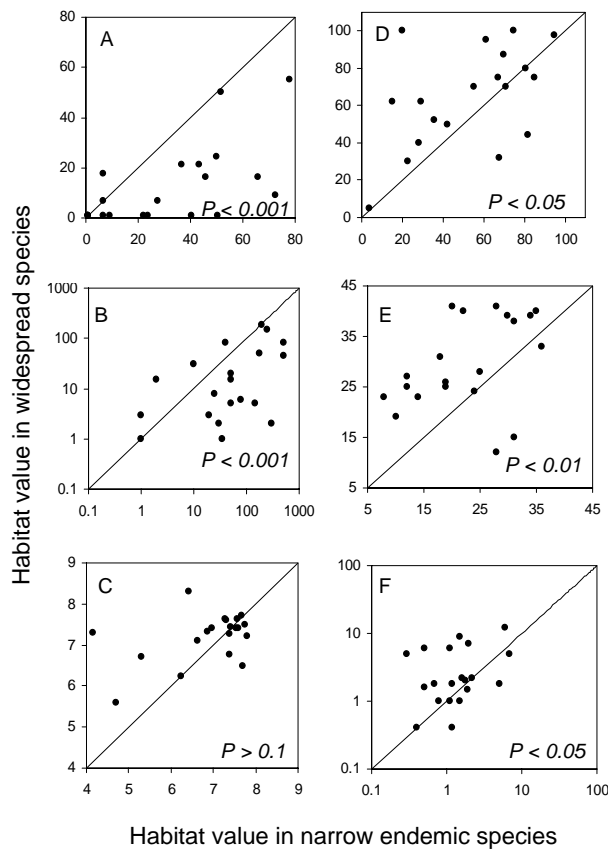 Habitat value in widespread species
A
80
60
40
20
0
P < 0.001
0 20 40 60 80
D
100
80
60
40
20
0
P < 0.05
0 20 40 60 80 100
B
1000
100
10
1
0.1
P < 0.001
0.1 1 10 100 1000
E
45
35
25
15
5
P < 0.01
5 15 25 35 45
C
9
8
7
6
5
4
P > 0.1
4 5 6 7 8 9
F
100
10
1
0.1
P < 0.05
0.1 1 10 100
Habitat value in narrow endemic species